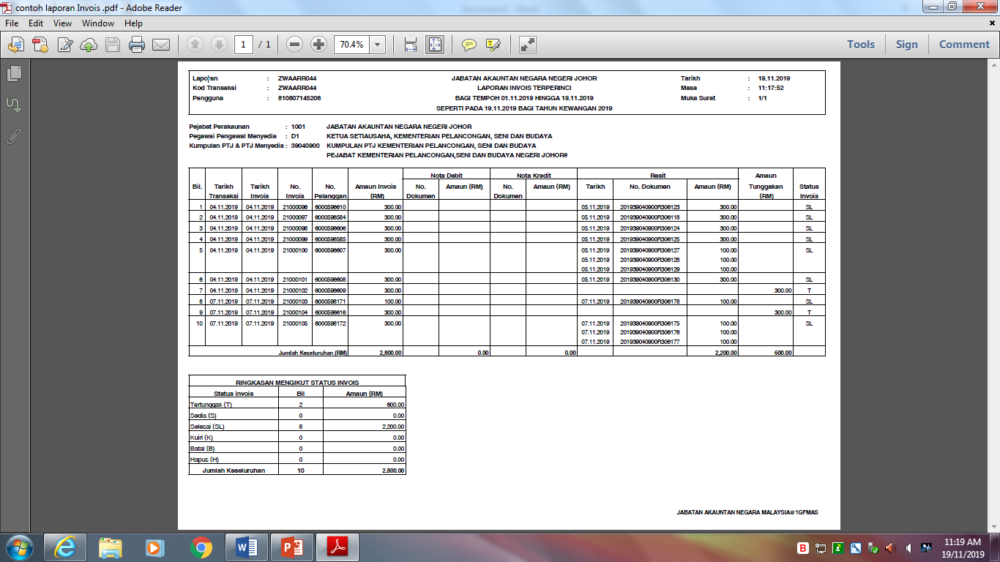 contoh laporan Invois .pdf - Adobe Reader
File Edit View Window Help
1 / 1 70.4% Tools Sign Comment
Laporan : ZWAARR044 JABATAN AKAUNTAN NEGARA NEGERI JOHOR Tarikh : 19.11.2019
Kod Transaksi : ZWAARR044 LAPORAN INVOIS TERPERINCI Masa : 11:17:52
Pengguna : 810807145206 BAGI TEMPOH 01.11.2019 HINGGA 19.11.2019 Muka Surat : 1/1
SEPERTI PADA 19.11.2019 BAGI TAHUN KEWANGAN 2019
Pejabat Perakaunan : 1001 JABATAN AKAUNTAN NEGARA NEGERI JOHOR
Pegawai Pengawal Menyedia : D1 KETUA SETIAUSAHA, KEMENTERIAN PELANCONGAN, SENI DAN BUDAYA
Kumpulan PTJ & PTJ Menyedia : 39040900 KUMPULAN PTJ KEMENTERIAN PELANCONGAN, SENI DAN BUDAYA
PEJABAT KEMENTERIAN PELANCONGAN,SENI DAN BUDAYA NEGERI JOHOR#
Nota Debit Nota Kredit Resit Amaun
Bil. Tarikh Tarikh No. No. Amaun Invois No. Amaun (RM) No. Amaun (RM) Tarikh No. Dokumen Amaun (RM) Tunggakan Status
Transaksi Invois Invois Pelanggan (RM) Dokumen Dokumen (RM) Invois
1 04.11.2019 04.11.2019 21000096 6000596610 300.00 05.11.2019 201939040900R306123 300.00 SL
2 04.11.2019 04.11.2019 21000097 6000596584 300.00 05.11.2019 201939040900R306118 300.00 SL
3 04.11.2019 04.11.2019 21000098 6000596606 300.00 05.11.2019 201939040900R306124 300.00 SL
4 04.11.2019 04.11.2019 21000099 6000596585 300.00 05.11.2019 201939040900R306125 300.00 SL
5 04.11.2019 04.11.2019 21000100 6000596607 300.00 05.11.2019 201939040900R306127 100.00 SL
05.11.2019 201939040900R306128 100.00
05.11.2019 201939040900R306129 100.00
6 04.11.2019 04.11.2019 21000101 6000596608 300.00 05.11.2019 201939040900R306130 300.00 SL
7 04.11.2019 04.11.2019 21000102 6000596609 300.00 300.00 T
8 07.11.2019 07.11.2019 21000103 6000598171 100.00 07.11.2019 201939040900R306178 100.00 SL
9 07.11.2019 07.11.2019 21000104 6000596616 300.00 300.00 T
10 07.11.2019 07.11.2019 21000105 6000598172 300.00 07.11.2019 201939040900R306175 100.00 SL
07.11.2019 201939040900R306176 100.00
07.11.2019 201939040900R306177 100.00
Jumlah Keseluruhan (RM) 2,800.00 0.00 0.00 2,200.00 600.00
RINGKASAN MENGIKUT STATUS INVOIS
Status invois Bil Amaun (RM)
Tertunggak (T) 2 600.00
Sedia (S) 0 0.00
Selesai (SL) 8 2,200.00
Kuiri (K) 0 0.00
Batal (B) 0 0.00
Hapus (H) 0 0.00
Jumlah Keseluruhan 10 2,800.00
JABATAN AKAUNTAN NEGARA MALAYSIA@1GFMAS
11:19 AM
19/11/2019